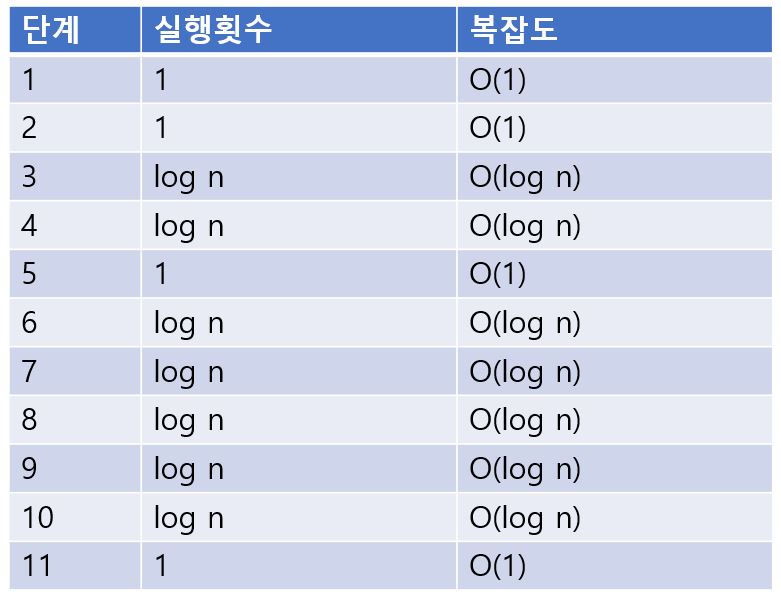 단계 실행횟수 복잡도
1 1 O(1)
2 1 O(1)
3 log n O(log n)
4 log n O(log n)
5 1 O(1)
6 log n O(log n)
7 log n O(log n)
8 log n O(log n)
9 log n O(log n)
10 log n O(log n)
11 1 O(1)